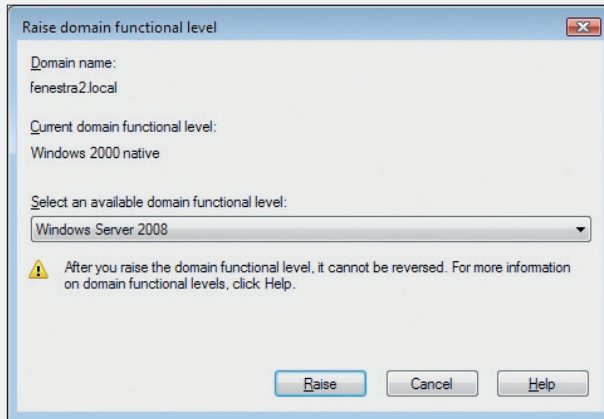 Raise domain functional level
Domain name:
fenestra2.local
Current domain functional level:
Windows 2000 native
Select an available domain functional level:
Windows Server 2008
After you raise the domain functional level, it cannot be reversed. For more information
on domain functional levels, click Help.
Raise Cancel Help